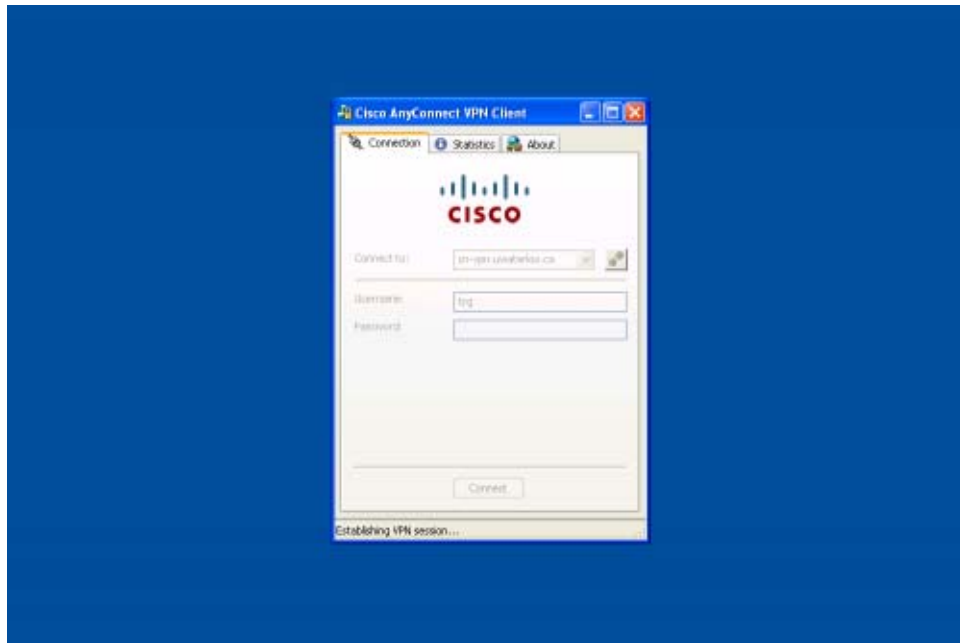 Cisco AnyConnect VPN Client
Connection Statistics About
CISCO
Connect to:
Username:
Password:
Connect
Establishing VPN session...